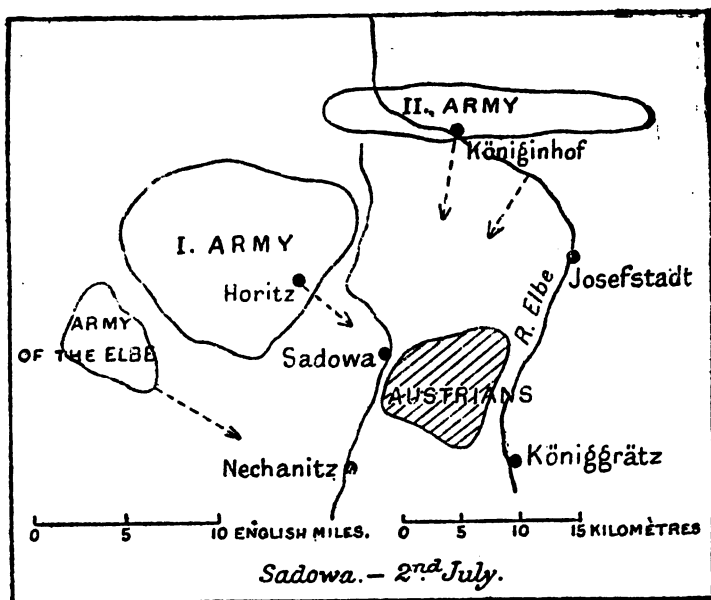 II. ARMY
Königinhof
I. ARMY
Horitz
Josefstadt
R. Elbe
ARMY
OF THE ELBE
Sadowa
AUSTRIANS
Nechanitz
Königgrätz
0 5 10 ENGLISH MILES.
0 5 10 15 KILOMÈTRES
Sadowa. – 2nd July.